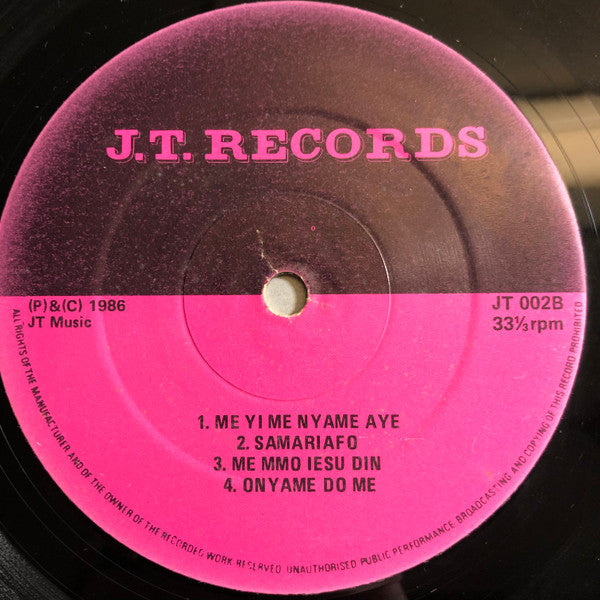 J.T. RECORDS
(P)&(C) 1986
JT Music
JT 002B
33⅓rpm
1. ME YI ME NYAME AYE
2. SAMARIAFO
3. ME MMO IESU DIN
4. ONYAME DO ME
ALL RIGHTS OF THE MANUFACTURER AND OF THE OWNER OF THE RECORDED WORK RESERVED UNAUTHORISED PUBLIC PERFORMANCE BROADCASTING AND COPYING OF THIS RECORD PROHIBITED